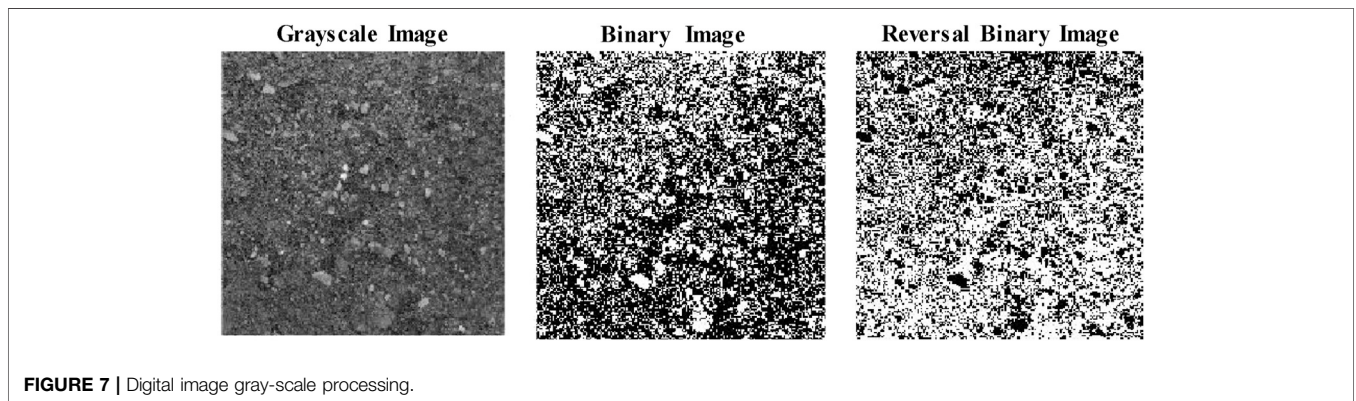 Grayscale Image
Binary Image
Reversal Binary Image
FIGURE 7 | Digital image gray-scale processing.